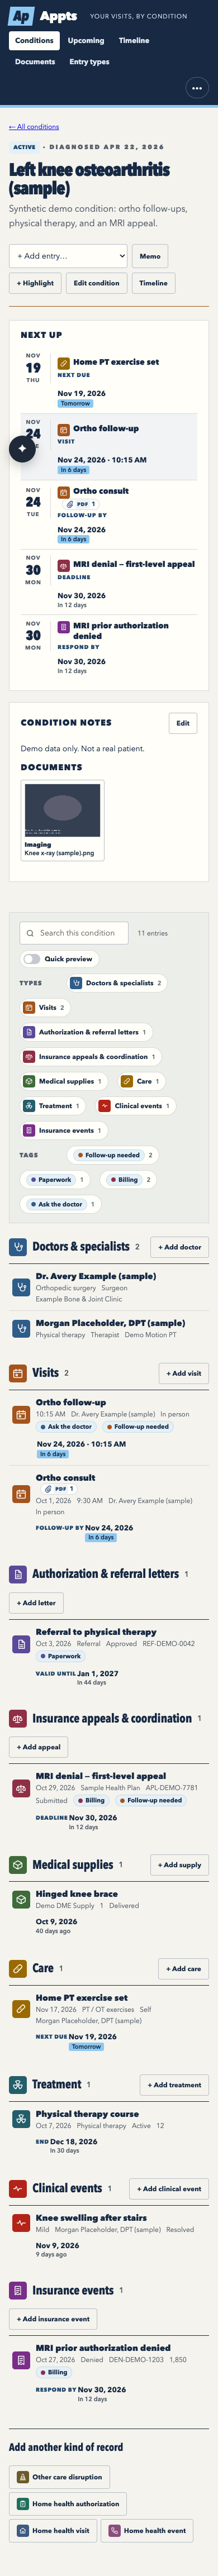 Ap Appts YOUR VISITS, BY CONDITION
Conditions Upcoming Timeline
Documents Entry types
← All conditions
ACTIVE • DIAGNOSED APR 22, 2026
Left knee osteoarthritis
(sample)
Synthetic demo condition: ortho follow-ups,
physical therapy, and an MRI appeal.
+ Add entry… Memo
+ Highlight Edit condition Timeline
NEXT UP
NOV
19
THU
Home PT exercise set
NEXT DUE
Nov 19, 2026
Tomorrow
NOV
24
Ortho follow-up
VISIT
Nov 24, 2026 · 10:15 AM
In 6 days
NOV
24
TUE
Ortho consult
PDF 1
FOLLOW-UP BY
Nov 24, 2026
In 6 days
NOV
30
MON
MRI denial — first-level appeal
DEADLINE
Nov 30, 2026
In 12 days
NOV
30
MON
MRI prior authorization
denied
RESPOND BY
Nov 30, 2026
In 12 days
CONDITION NOTES Edit
Demo data only. Not a real patient.
DOCUMENTS
Imaging
Knee x-ray (sample).png
Search this condition 11 entries
Quick preview
TYPES Doctors & specialists 2
Visits 2
Authorization & referral letters 1
Insurance appeals & coordination 1
Medical supplies 1 Care 1
Treatment 1 Clinical events 1
Insurance events 1
TAGS Follow-up needed 2
Paperwork 1 Billing 2
Ask the doctor 1
Doctors & specialists 2 + Add doctor
Dr. Avery Example (sample)
Orthopedic surgery Surgeon
Example Bone & Joint Clinic
Morgan Placeholder, DPT (sample)
Physical therapy Therapist Demo Motion PT
Visits 2 + Add visit
Ortho follow-up
10:15 AM Dr. Avery Example (sample) In person
Ask the doctor Follow-up needed
Nov 24, 2026 · 10:15 AM
In 6 days
Ortho consult
PDF 1
Oct 1, 2026 9:30 AM Dr. Avery Example (sample)
In person
FOLLOW-UP BY Nov 24, 2026
In 6 days
Authorization & referral letters 1
+ Add letter
Referral to physical therapy
Oct 3, 2026 Referral Approved REF-DEMO-0042
Paperwork
VALID UNTIL Jan 1, 2027
In 44 days
Insurance appeals & coordination 1
+ Add appeal
MRI denial — first-level appeal
Oct 29, 2026 Sample Health Plan APL-DEMO-7781
Submitted Billing Follow-up needed
DEADLINE Nov 30, 2026
In 12 days
Medical supplies 1 + Add supply
Hinged knee brace
Demo DME Supply 1 Delivered
Oct 9, 2026
40 days ago
Care 1 + Add care
Home PT exercise set
Nov 17, 2026 PT / OT exercises Self
Morgan Placeholder, DPT (sample)
NEXT DUE Nov 19, 2026
Tomorrow
Treatment 1 + Add treatment
Physical therapy course
Oct 7, 2026 Physical therapy Active 12
END Dec 18, 2026
In 30 days
Clinical events 1 + Add clinical event
Knee swelling after stairs
Mild Morgan Placeholder, DPT (sample) Resolved
Nov 9, 2026
9 days ago
Insurance events 1
+ Add insurance event
MRI prior authorization denied
Oct 27, 2026 Denied DEN-DEMO-1203 1,850
Billing
RESPOND BY Nov 30, 2026
In 12 days
Add another kind of record
Other care disruption
Home health authorization
Home health visit Home health event